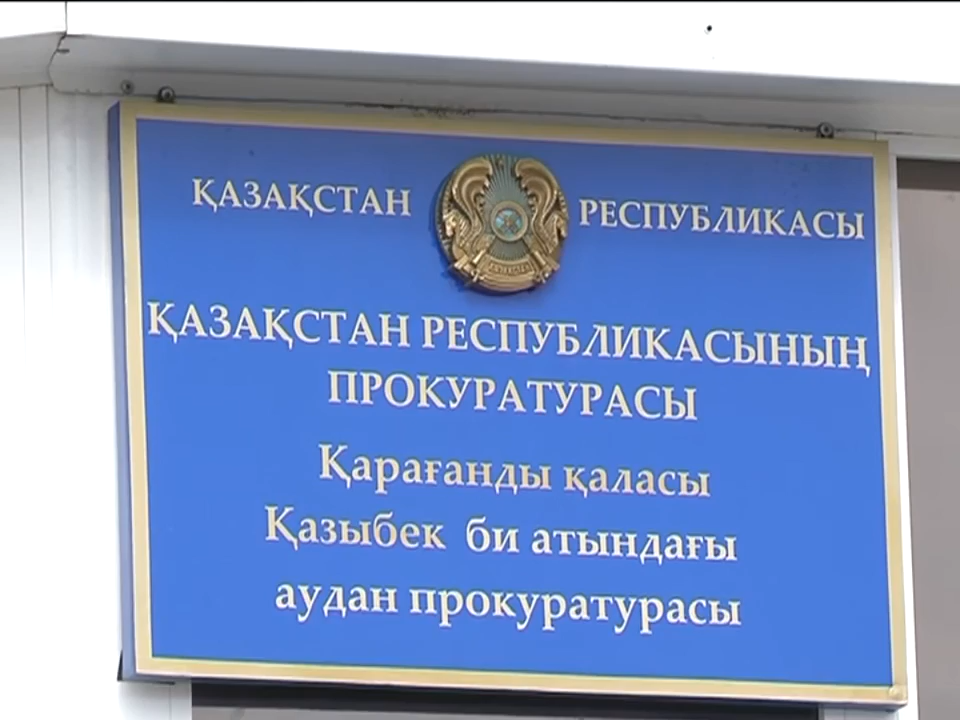 ҚАЗАҚСТАН РЕСПУБЛИКАСЫ
ҚАЗАҚСТАН РЕСПУБЛИКАСЫНЫҢ
ПРОКУРАТУРАСЫ
Қарағанды қаласы
Қазыбек би атындағы
аудан прокуратурасы